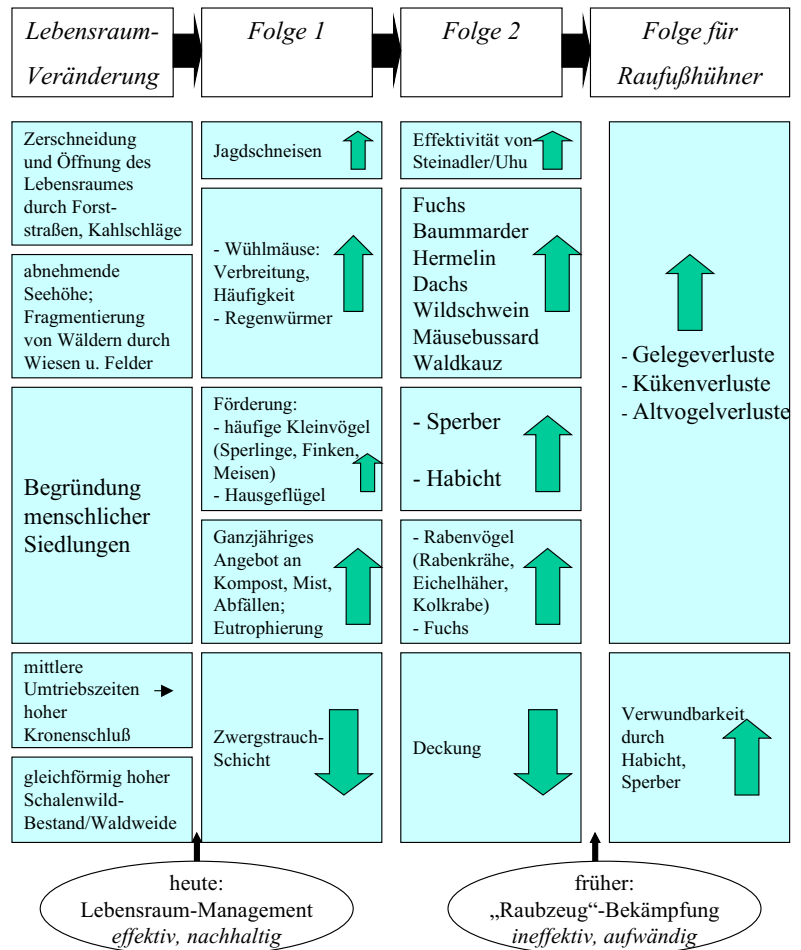 Lebensraum-
Veränderung
Folge 1
Folge 2
Folge für
Raufußhühner
Zerschneidung
und Öffnung des
Lebensraumes
durch Forst-
straßen, Kahlschläge
abnehmende
Seehöhe;
Fragmentierung
von Wäldern durch
Wiesen u. Felder
Begründung
menschlicher
Siedlungen
mittlere
Umtriebszeiten
hoher
Kronenschluß
gleichförmig hoher
Schalenwild-
Bestand/Waldweide
Jagdschneisen
- Wühlmäuse:
Verbreitung,
Häufigkeit
- Regenwürmer
Förderung:
- häufige Kleinvögel
(Sperlinge, Finken,
Meisen)
- Hausgeflügel
Ganzjähriges
Angebot an
Kompost, Mist,
Abfällen;
Eutrophierung
Zwergstrauch-
Schicht
Effektivität von
Steinadler/Uhu
Fuchs
Baummarder
Hermelin
Dachs
Wildschwein
Mäusebussard
Waldkauz
- Sperber
- Habicht
- Rabenvögel
(Rabenkrähe,
Eichelhäher,
Kolkrabe)
- Fuchs
Deckung
- Gelegeverluste
- Kükenverluste
- Altvogelverluste
Verwundbarkeit
durch
Habicht,
Sperber
heute:
Lebensraum-Management
effektiv, nachhaltig
früher:
„Raubzeug“-Bekämpfung
ineffektiv, aufwändig